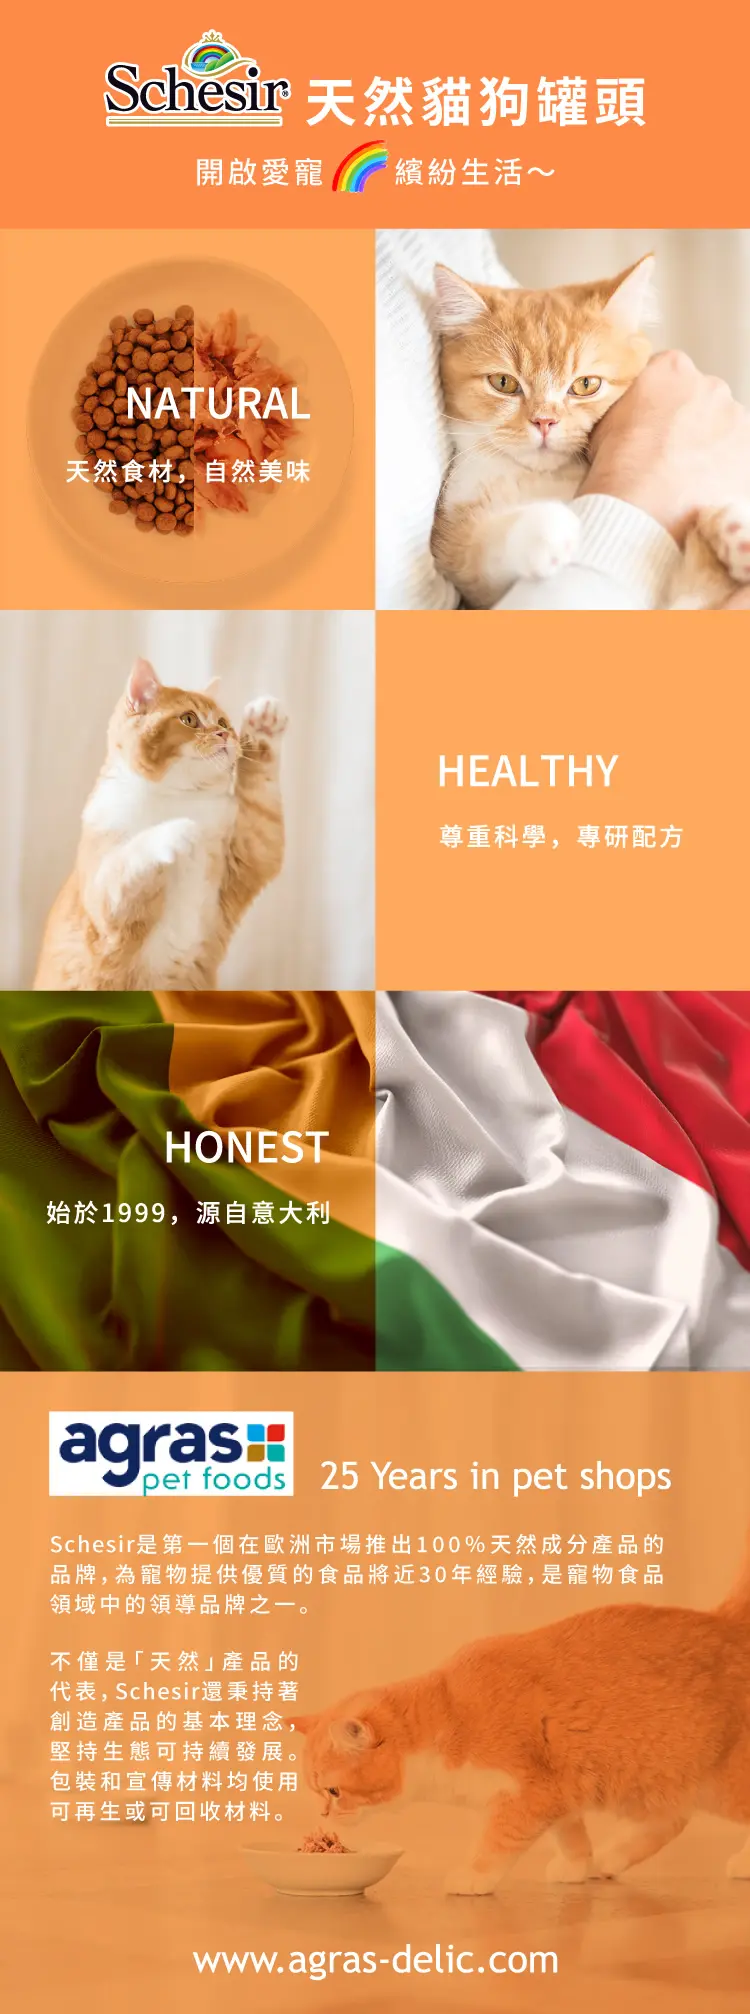 Schesir® 天然貓狗罐頭
開啟愛寵 繽紛生活～
NATURAL
天然食材，自然美味
HEALTHY
尊重科學，專研配方
HONEST
始於1999，源自意大利
agras
pet foods
25 Years in pet shops
Schesir是第一個在歐洲市場推出100%天然成分產品的
品牌，為寵物提供優質的食品將近30年經驗，是寵物食品
領域中的領導品牌之一。
不僅是「天然」產品的
代表，Schesir還秉持著
創造產品的基本理念，
堅持生態可持續發展。
包裝和宣傳材料均使用
可再生或可回收材料。
www.agras-delic.com